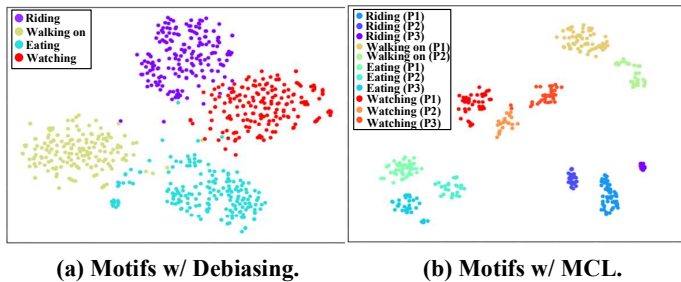 Riding
Walking on
Eating
Watching
Riding (P1)
Riding (P2)
Riding (P3)
Walking on (P1)
Walking on (P2)
Eating (P1)
Eating (P2)
Eating (P3)
Watching (P1)
Watching (P2)
Watching (P3)
(a) Motifs w/ Debiasing.
(b) Motifs w/ MCL.